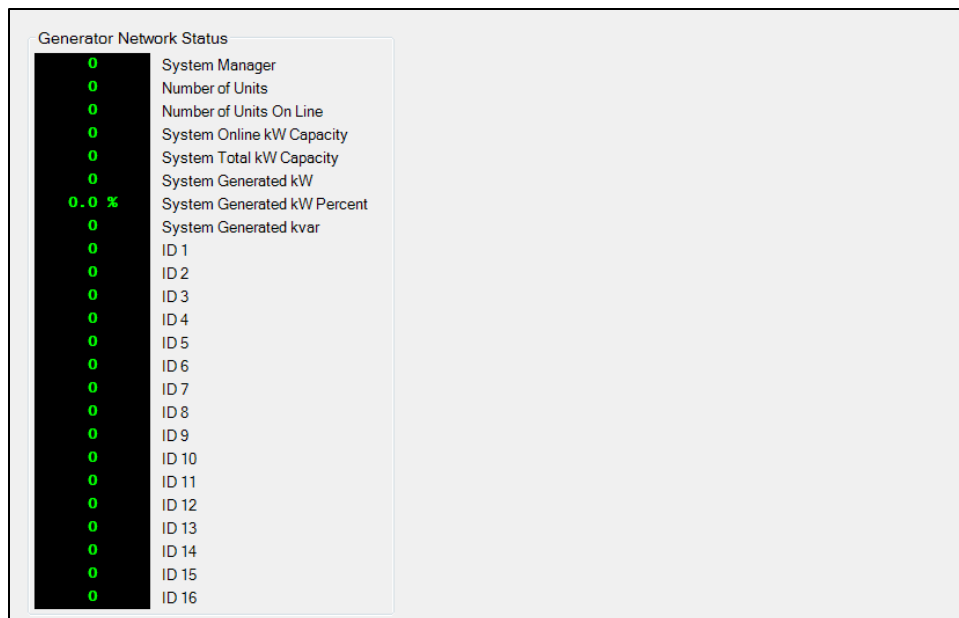 Generator Network Status
0 System Manager
0 Number of Units
0 Number of Units On Line
0 System Online kW Capacity
0 System Total kW Capacity
0 System Generated kW
0.0 % System Generated kW Percent
0 System Generated kvar
0 ID 1
0 ID 2
0 ID 3
0 ID 4
0 ID 5
0 ID 6
0 ID 7
0 ID 8
0 ID 9
0 ID 10
0 ID 11
0 ID 12
0 ID 13
0 ID 14
0 ID 15
0 ID 16